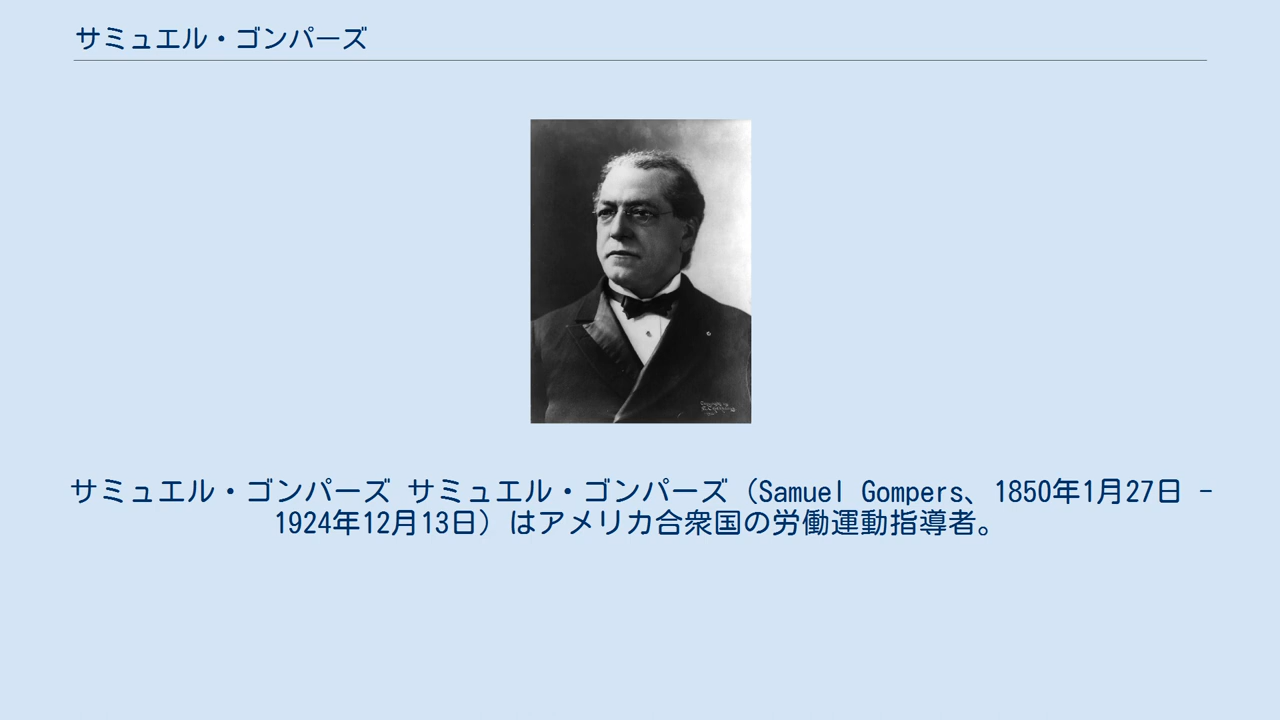 サミュエル・ゴンパーズ
サミュエル・ゴンパーズ サミュエル・ゴンパーズ（Samuel Gompers、1850年1月27日 -
1924年12月13日）はアメリカ合衆国の労働運動指導者。